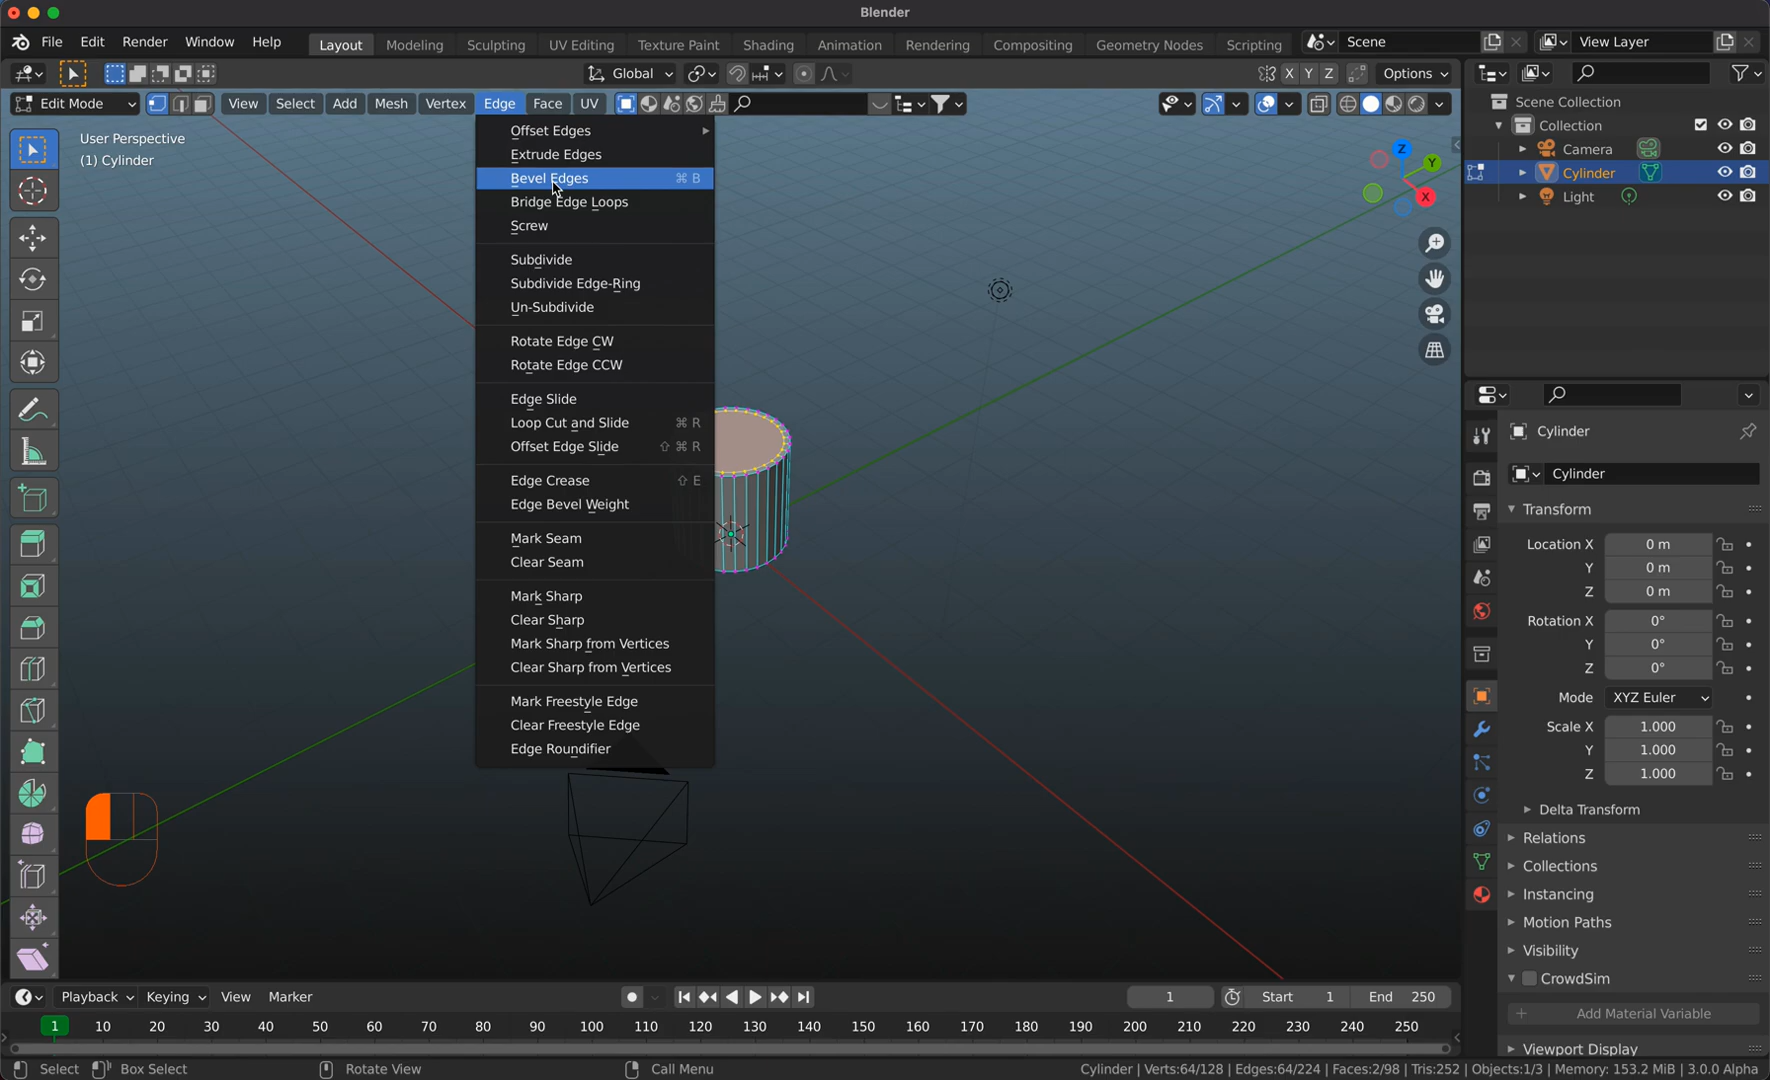 Blender
File Edit Render Window Help Layout Modeling Sculpting UV Editing Texture Paint Shading Animation Rendering Compositing Geometry Nodes Scripting Scene View Layer
Global X Y Z Options
Edit Mode View Select Add Mesh Vertex Edge Face UV
User Perspective
(1) Cylinder
Offset Edges
Extrude Edges
Bevel Edges ⌘ B
Bridge Edge Loops
Screw
Subdivide
Subdivide Edge-Ring
Un-Subdivide
Rotate Edge CW
Rotate Edge CCW
Edge Slide
Loop Cut and Slide ⌘ R
Offset Edge Slide ⇧ ⌘ R
Edge Crease ⇧ E
Edge Bevel Weight
Mark Seam
Clear Seam
Mark Sharp
Clear Sharp
Mark Sharp from Vertices
Clear Sharp from Vertices
Mark Freestyle Edge
Clear Freestyle Edge
Edge Roundifier
Z
Y
X
Scene Collection
Collection
Camera
Cylinder
Light
Cylinder
Cylinder
Transform
Location X 0 m
Y 0 m
Z 0 m
Rotation X 0°
Y 0°
Z 0°
Mode XYZ Euler
Scale X 1.000
Y 1.000
Z 1.000
Delta Transform
Relations
Collections
Instancing
Motion Paths
Visibility
CrowdSim
+ Add Material Variable
Viewport Display
Playback Keying View Marker 1 Start 1 End 250
1 10 20 30 40 50 60 70 80 90 100 110 120 130 140 150 160 170 180 190 200 210 220 230 240 250
Select Box Select Rotate View Call Menu Cylinder | Verts:64/128 | Edges:64/224 | Faces:2/98 | Tris:252 | Objects:1/3 | Memory: 153.2 MiB | 3.0.0 Alpha